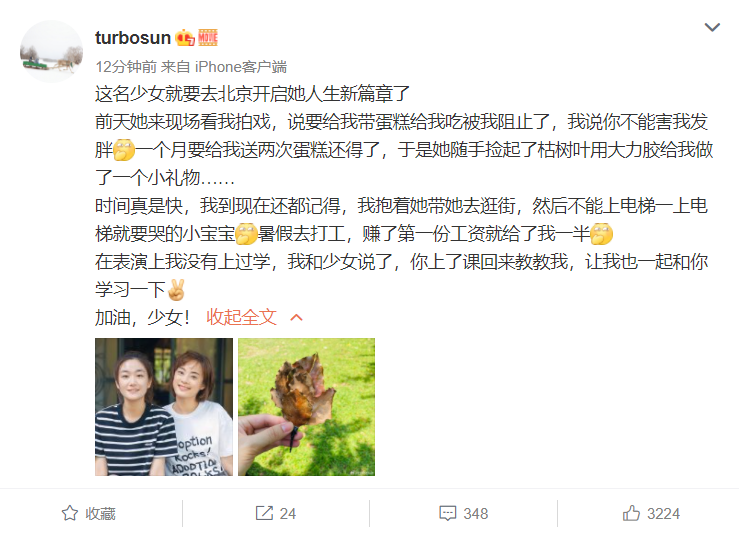 turbosun
MODE
12分钟前 来自 iPhone客户端
这名少女就要去北京开启她人生新篇章了
前天她来现场看我拍戏，说要给我带蛋糕给我吃被我阻止了，我说你不能害我发
胖一个月要给我送两次蛋糕还得了，于是她随手捡起了枯树叶用大力胶给我做
了一个小礼物……
时间真是快，我到现在还都记得，我抱着她带她去逛街，然后不能上电梯一上电
梯就要哭的小宝宝暑假去打工，赚了第一份工资就给了我一半
在表演上我没有上过学，我和少女说了，你上了课回来教教我，让我也一起和你
学习一下
加油，少女！ 收起全文
option
Rocks!
ADOPTION
收藏
24
348
3224